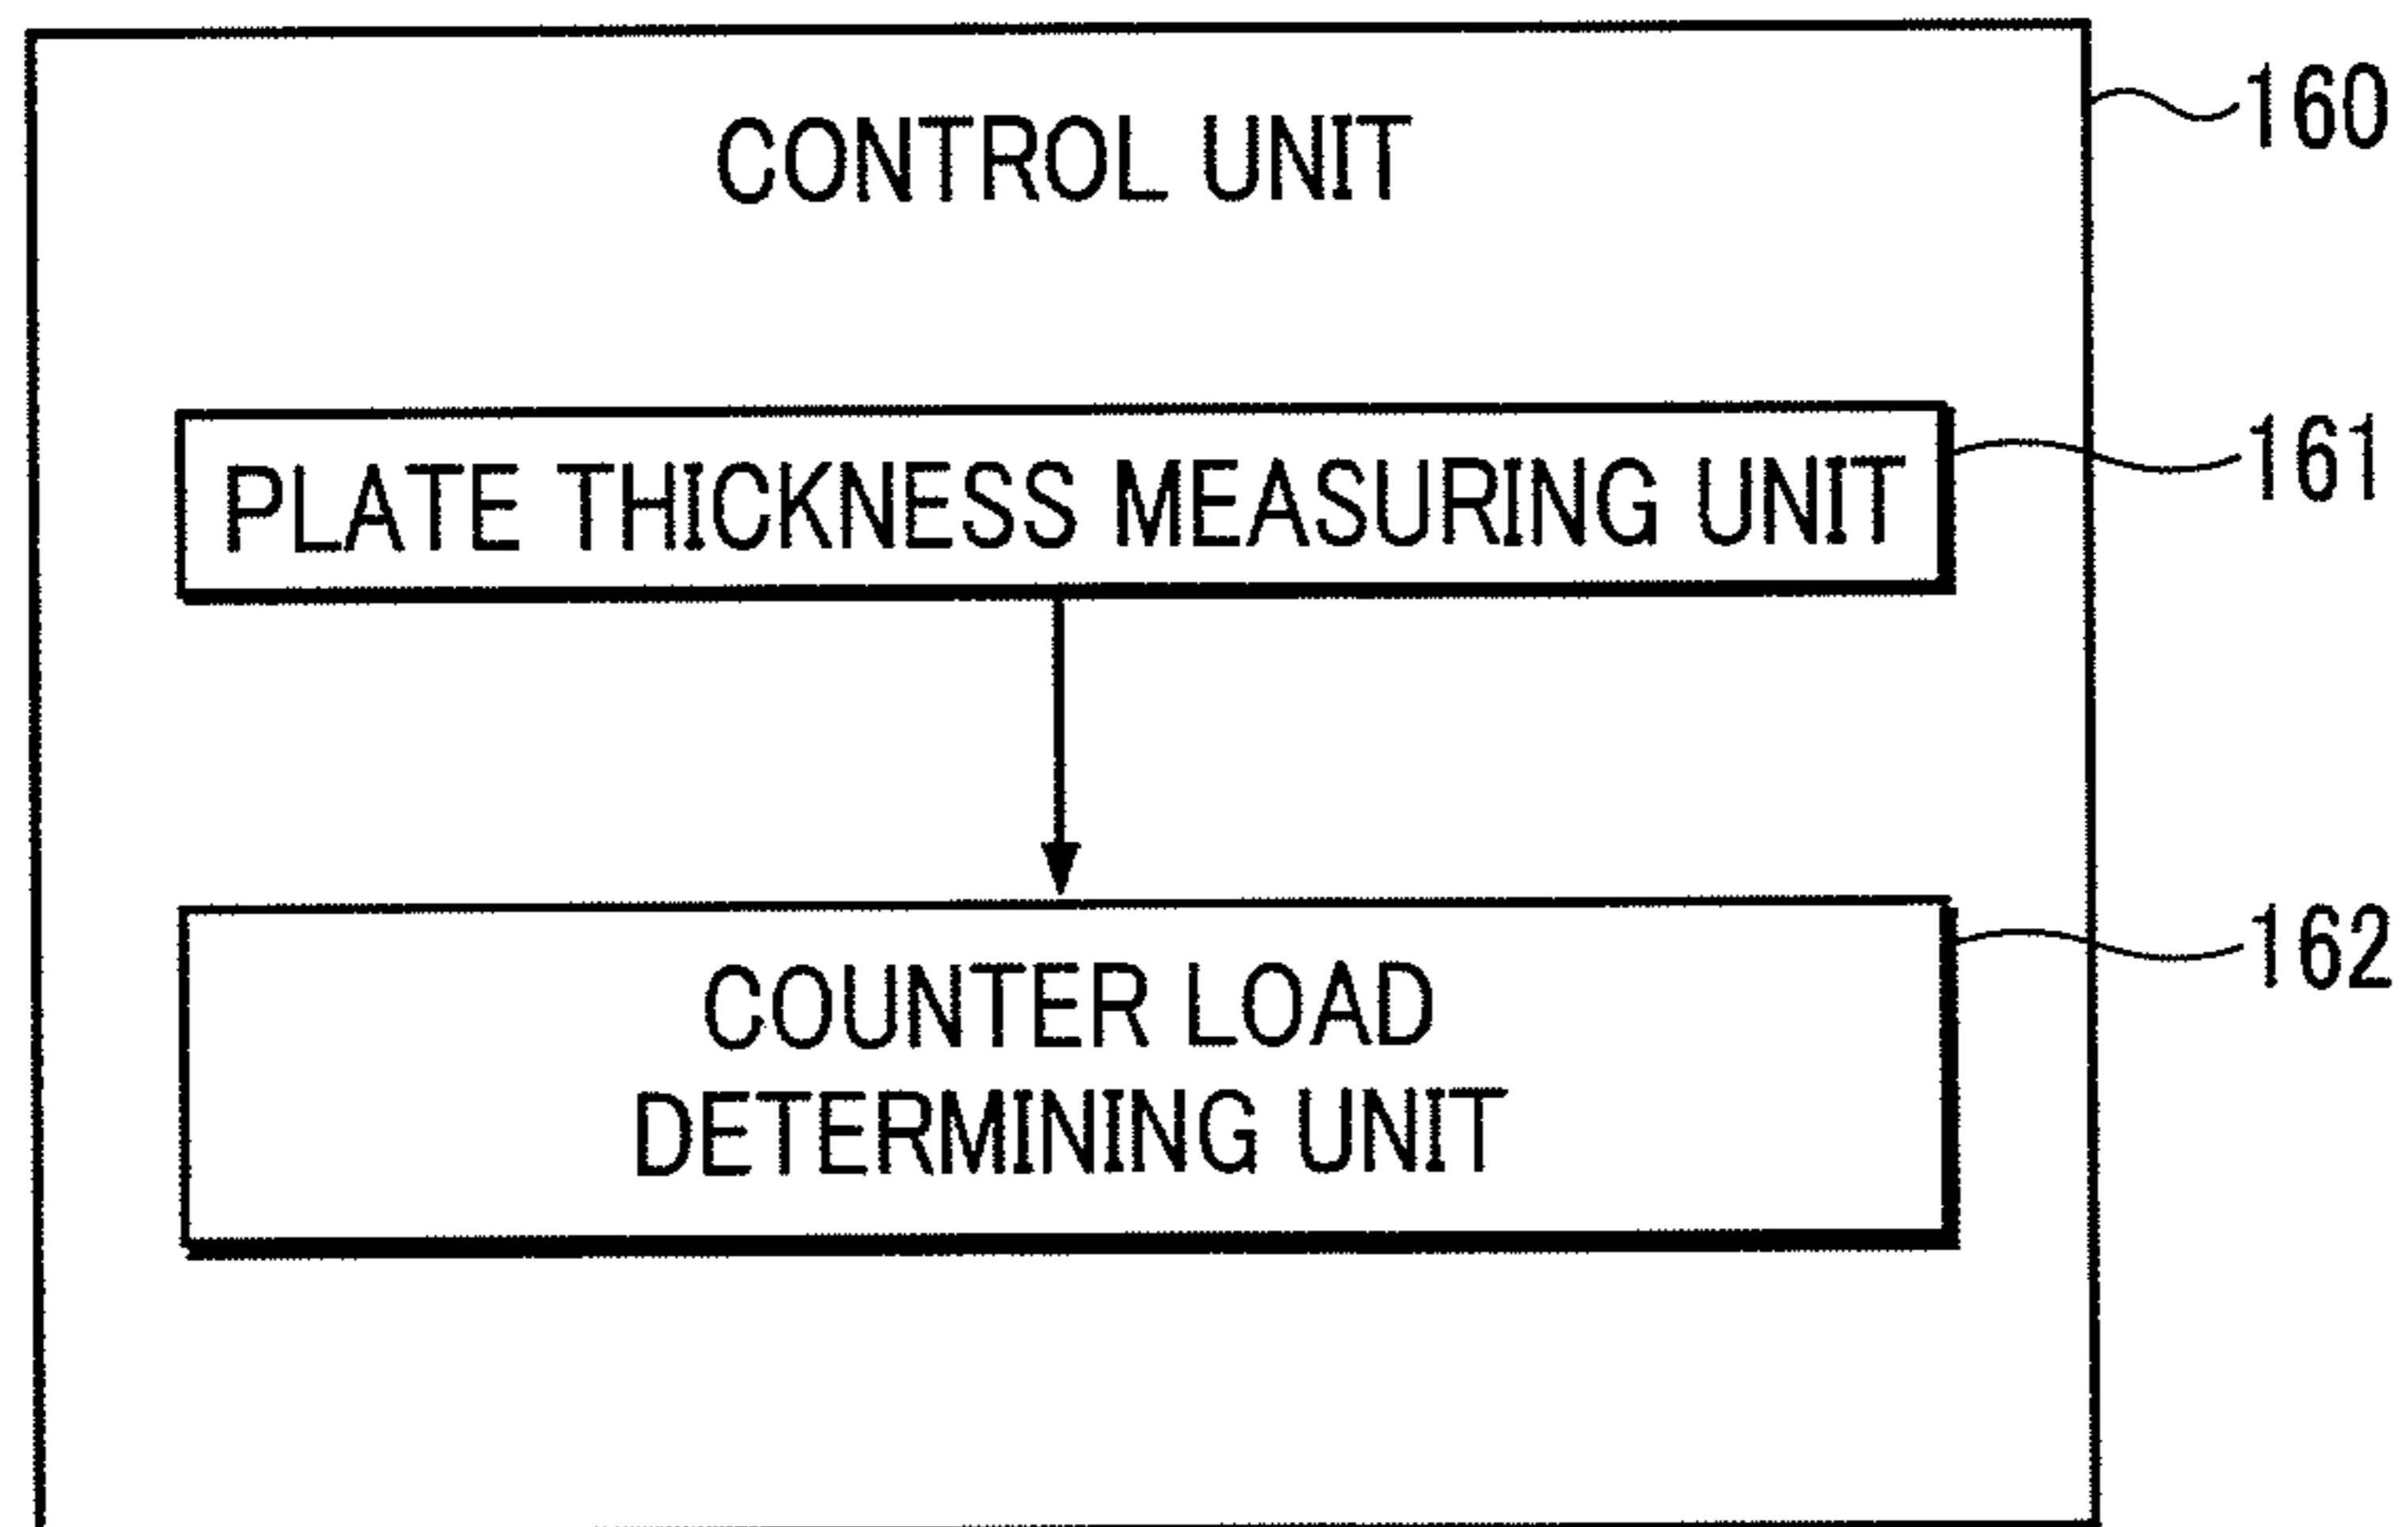 CONTROL UNIT
160
PLATE THICKNESS MEASURING UNIT
161
COUNTER LOAD
DETERMINING UNIT
162